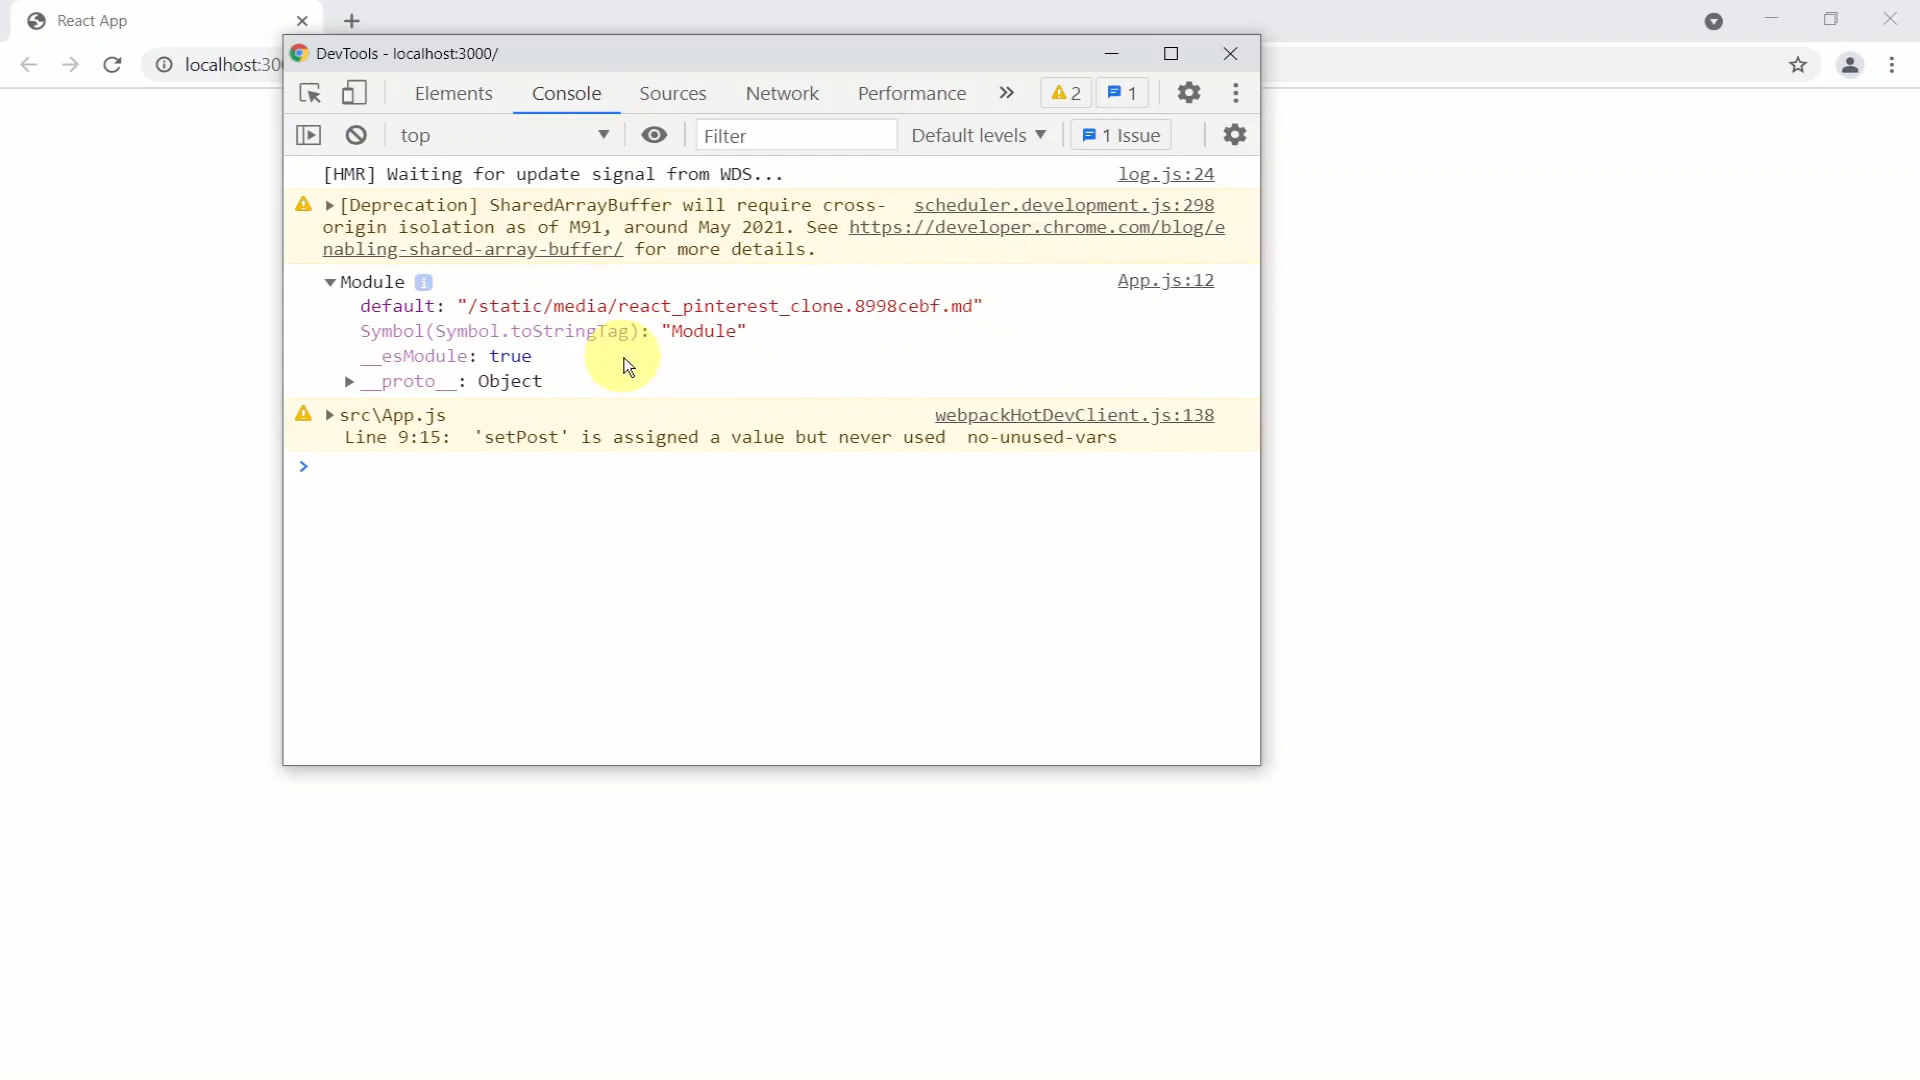 React App
localhost:300
DevTools - localhost:3000/
Elements Console Sources Network Performance 2 1
top Filter Default levels 1 Issue
[HMR] Waiting for update signal from WDS... log.js:24
[Deprecation] SharedArrayBuffer will require cross- scheduler.development.js:298
origin isolation as of M91, around May 2021. See https://developer.chrome.com/blog/e
nabling-shared-array-buffer/ for more details.
Module i App.js:12
default: "/static/media/react_pinterest_clone.8998cebf.md"
Symbol(Symbol.toStringTag): "Module"
__esModule: true
__proto__: Object
src\App.js webpackHotDevClient.js:138
Line 9:15: 'setPost' is assigned a value but never used no-unused-vars